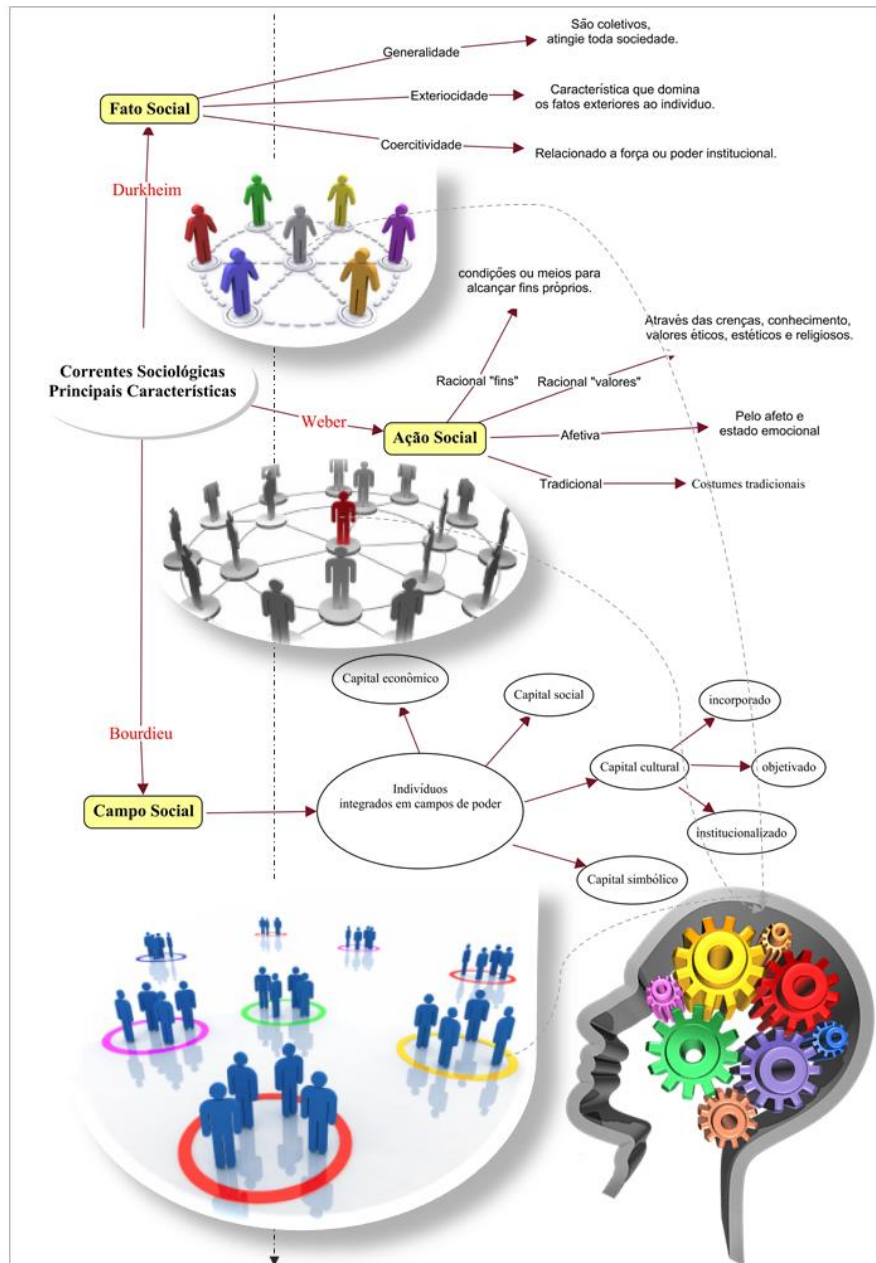 São coletivos,
atingie toda sociedade.
Generalidade
Fato Social
Exteriocidade
Característica que domina
os fatos exteriores ao individuo.
Coercitividade
Relacionado a força ou poder institucional.
Durkheim
condições ou meios para
alcançar fins próprios.
Através das crenças, conhecimento,
valores éticos, estéticos e religiosos.
Correntes Sociológicas
Principais Características
Racional "fins"
Racional "valores"
Weber
Ação Social
Afetiva
Pelo afeto e
estado emocional
Tradicional
Costumes tradicionais
Capital econômico
Capital social
incorporado
Bourdieu
Capital cultural
objetivado
Campo Social
Indivíduos
integrados em campos de poder
institucionalizado
Capital simbólico